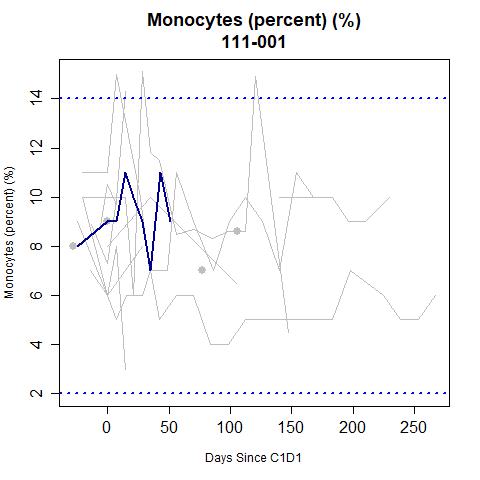 Monocytes (percent) (%)
111-001
Monocytes (percent) (%)
14
12
10
8
6
4
2
0 50 100 150 200 250
Days Since C1D1